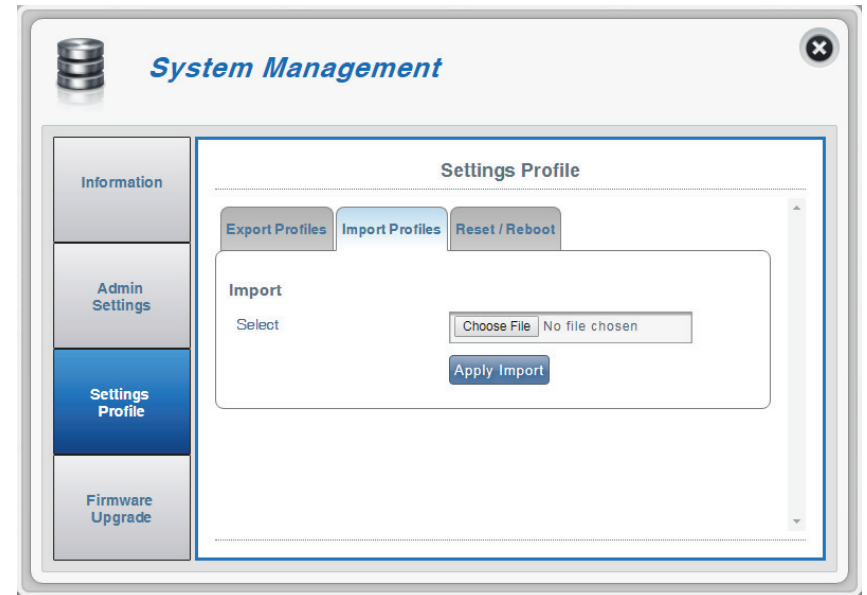 System Management
Information
Admin
Settings
Settings
Profile
Firmware
Upgrade
Settings Profile
Export Profiles Import Profiles Reset / Reboot
Import
Select Choose File No file chosen
Apply Import